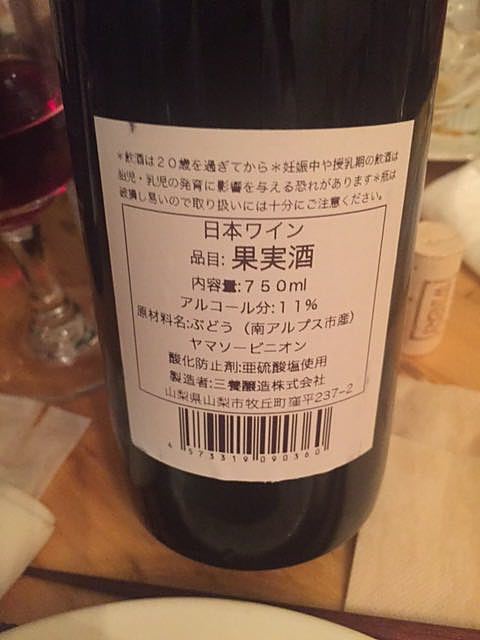 ＊飲酒は２０歳を過ぎてから＊妊娠中や授乳期の飲酒は
胎児・乳児の発育に影響を与える恐れがあります＊瓶は
破損し易いので取り扱いには十分にご注意ください。
日本ワイン
品目: 果実酒
内容量:７５０ml
アルコール分:１１％
原材料名:ぶどう（南アルプス市産）
ヤマソービニオン
酸化防止剤:亜硫酸塩使用
製造者:三養醸造株式会社
山梨県山梨市牧丘町窪平237-2
4 573319 090360